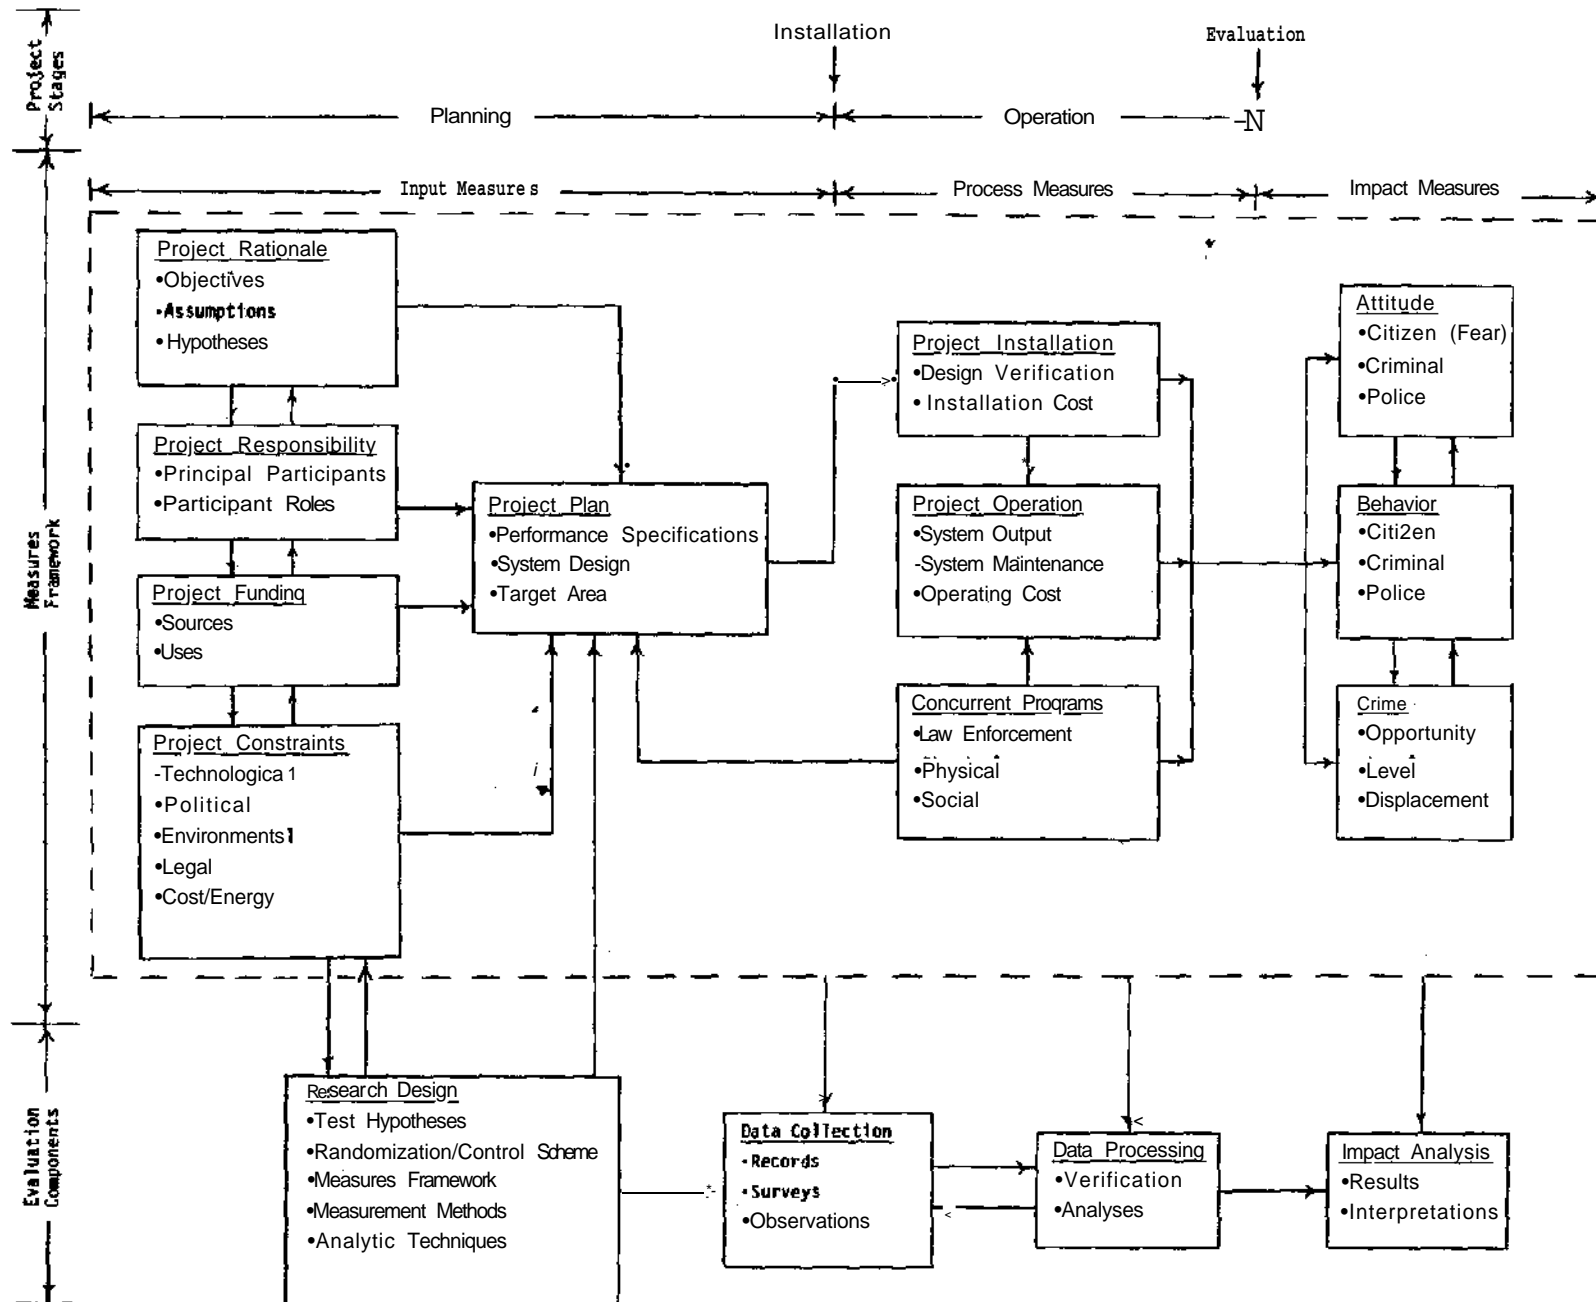 Project
Stages
Installation
Evaluation
Planning
Operation
-N
Measures
Framework
Input Measures
Process Measures
Impact Measures
Project Rationale
•Objectives
•Assumptions
•Hypotheses
Project Responsibility
•Principal Participants
•Participant Roles
Project Funding
•Sources
•Uses
Project Constraints
-Technologica1
•Political
•Environments1
•Legal
•Cost/Energy
Project Plan
•Performance Specifications
•System Design
•Target Area
Project Installation
•Design Verification
•Installation Cost
Project Operation
•System Output
-System Maintenance
•Operating Cost
Concurrent Programs
•Law Enforcement
•Physical
•Social
Attitude
•Citizen (Fear)
•Criminal
•Police
Behavior
•Citi2en
•Criminal
•Police
Crime
•Opportunity
•Level
•Displacement
Evaluation
Components
Research Design
•Test Hypotheses
•Randomization/Control Scheme
•Measures Framework
•Measurement Methods
•Analytic Techniques
Data Collection
•Records
•Surveys
•Observations
Data Processing
•Verification
•Analyses
Impact Analysis
•Results
•Interpretations